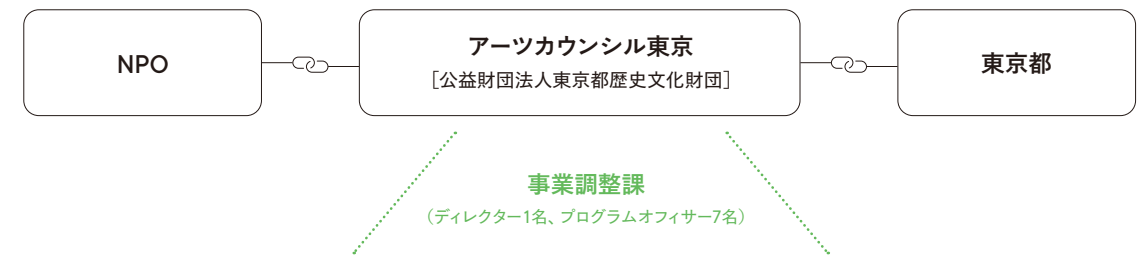 NPO
アーツカウンシル東京
［公益財団法人東京都歴史文化財団］
東京都
事業調整課
（ディレクター1名、プログラムオフィサー7名）